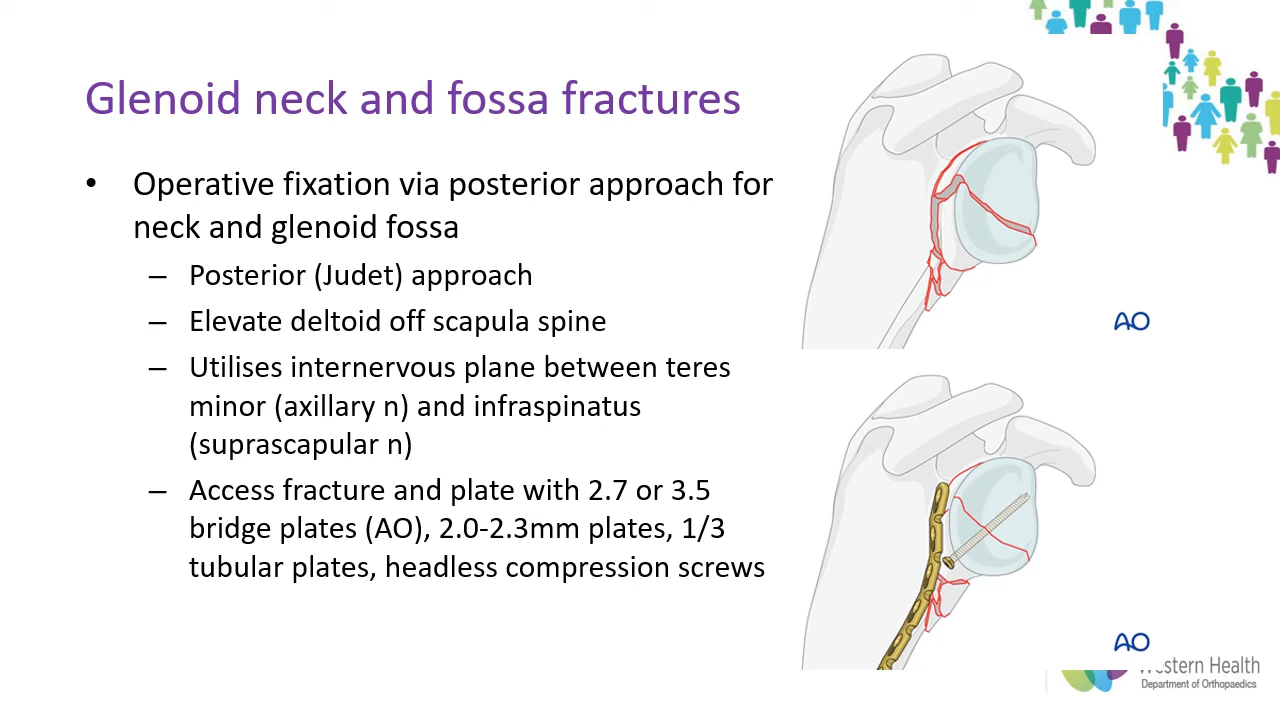 Glenoid neck and fossa fractures
• Operative fixation via posterior approach for
neck and glenoid fossa
– Posterior (Judet) approach
– Elevate deltoid off scapula spine
– Utilises internervous plane between teres
minor (axillary n) and infraspinatus
(suprascapular n)
– Access fracture and plate with 2.7 or 3.5
bridge plates (AO), 2.0-2.3mm plates, 1/3
tubular plates, headless compression screws
AO
AO
Western Health
Department of Orthopaedics